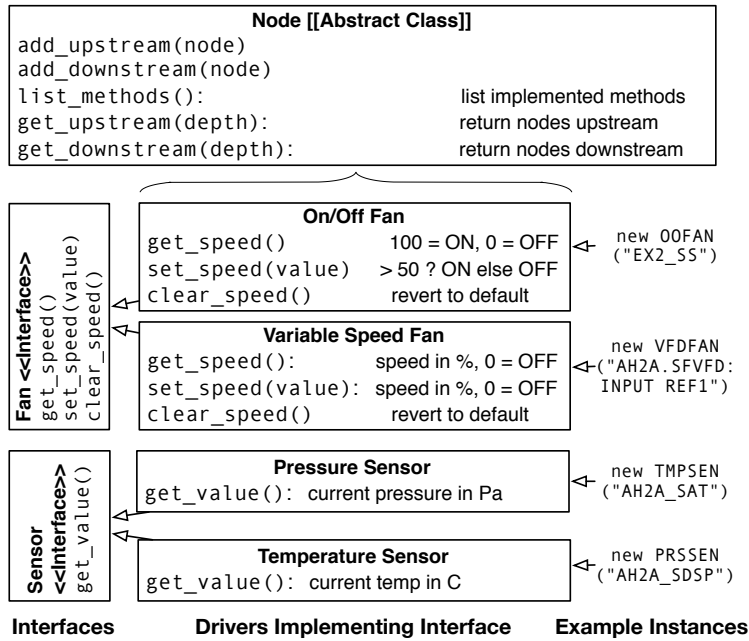 Node [[Abstract Class]]
add_upstream(node)
add_downstream(node)
list_methods(): list implemented methods
get_upstream(depth): return nodes upstream
get_downstream(depth): return nodes downstream
Fan <<Interface>>
get_speed()
set_speed(value)
clear_speed()
On/Off Fan
get_speed() 100 = ON, 0 = OFF
set_speed(value) > 50 ? ON else OFF
clear_speed() revert to default
new OOFAN
("EX2_SS")
Variable Speed Fan
get_speed(): speed in %, 0 = OFF
set_speed(value): speed in %, 0 = OFF
clear_speed() revert to default
new VFDFAN
("AH2A.SFVFD:
INPUT REF1")
Sensor
<<Interface>>
get_value()
Pressure Sensor
get_value(): current pressure in Pa
new TMPSEN
("AH2A_SAT")
Temperature Sensor
get_value(): current temp in C
new PRSSEN
("AH2A_SDSP")
Interfaces Drivers Implementing Interface Example Instances